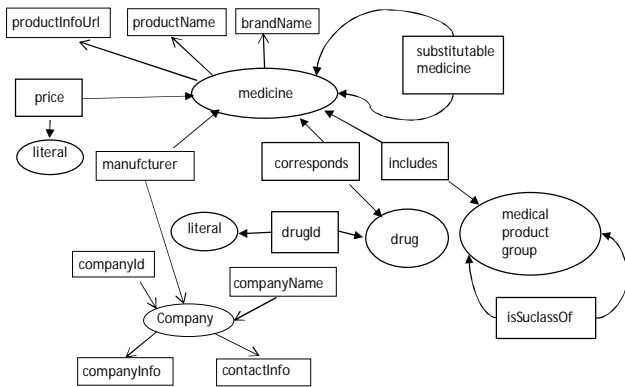 productInfoUrl
productName
brandName
substitutable
medicine
medicine
price
literal
manufcturer
corresponds
includes
literal
drugId
drug
medical
product
group
companyId
companyName
Company
isSuclassOf
companyInfo
contactInfo